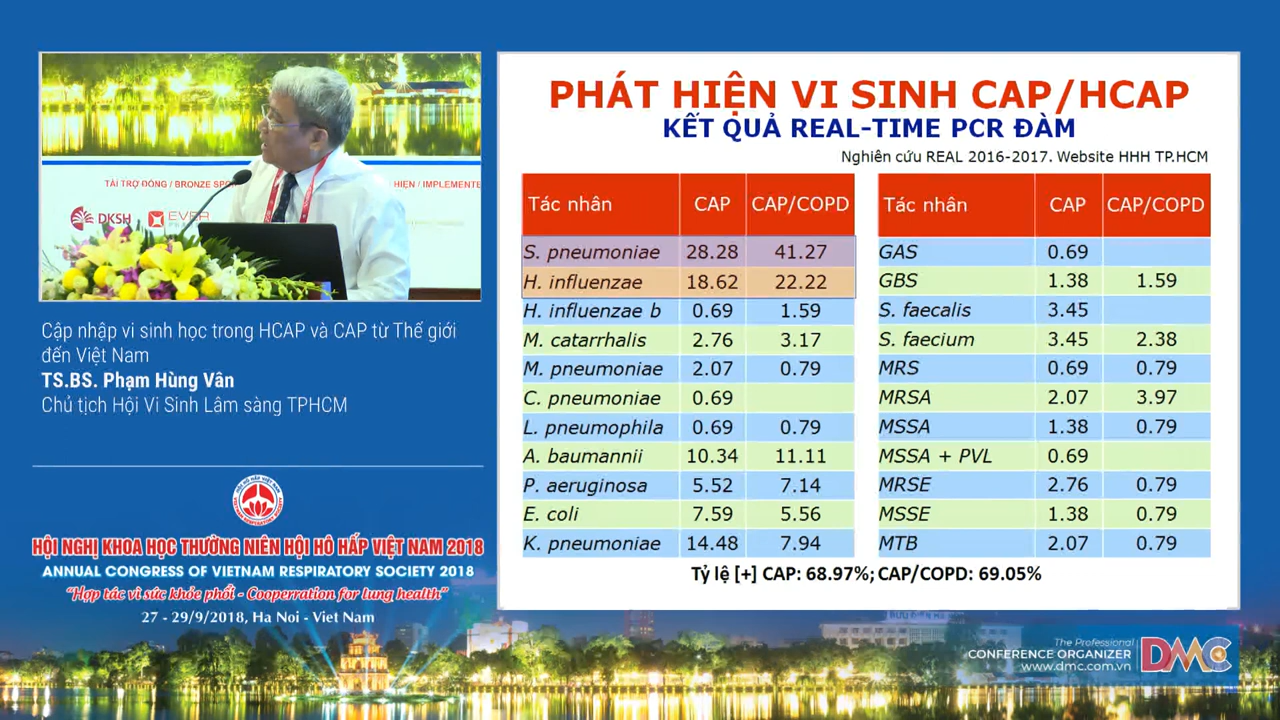 TÀI TRỢ ĐỒNG / BRONZE SPO
HIỆN / IMPLEMENTE
DKSH
EVER
Cập nhập vi sinh học trong HCAP và CAP từ Thế giới
đến Việt Nam
TS.BS. Phạm Hùng Vân
Chủ tịch Hội Vi Sinh Lâm sàng TPHCM
HỘI NGHỊ KHOA HỌC THƯỜNG NIÊN HỘI HÔ HẤP VIỆT NAM 2018
ANNUAL CONGRESS OF VIETNAM RESPIRATORY SOCIETY 2018
"Hợp tác vì sức khỏe phổi - Cooperration for lung health"
27 - 29/9/2018, Ha Noi - Viet Nam
PHÁT HIỆN VI SINH CAP/HCAP
KẾT QUẢ REAL-TIME PCR ĐÀM
Nghiên cứu REAL 2016-2017. Website HHH TP.HCM
Tác nhân CAP CAP/COPD
S. pneumoniae 28.28 41.27
H. influenzae 18.62 22.22
H. influenzae b 0.69 1.59
M. catarrhalis 2.76 3.17
M. pneumoniae 2.07 0.79
C. pneumoniae 0.69
L. pneumophila 0.69 0.79
A. baumannii 10.34 11.11
P. aeruginosa 5.52 7.14
E. coli 7.59 5.56
K. pneumoniae 14.48 7.94
Tác nhân CAP CAP/COPD
GAS 0.69
GBS 1.38 1.59
S. faecalis 3.45
S. faecium 3.45 2.38
MRS 0.69 0.79
MRSA 2.07 3.97
MSSA 1.38 0.79
MSSA + PVL 0.69
MRSE 2.76 0.79
MSSE 1.38 0.79
MTB 2.07 0.79
Tỷ lệ [+] CAP: 68.97%; CAP/COPD: 69.05%
The Professional
CONFERENCE ORGANIZER
www.dmc.com.vn
DMC